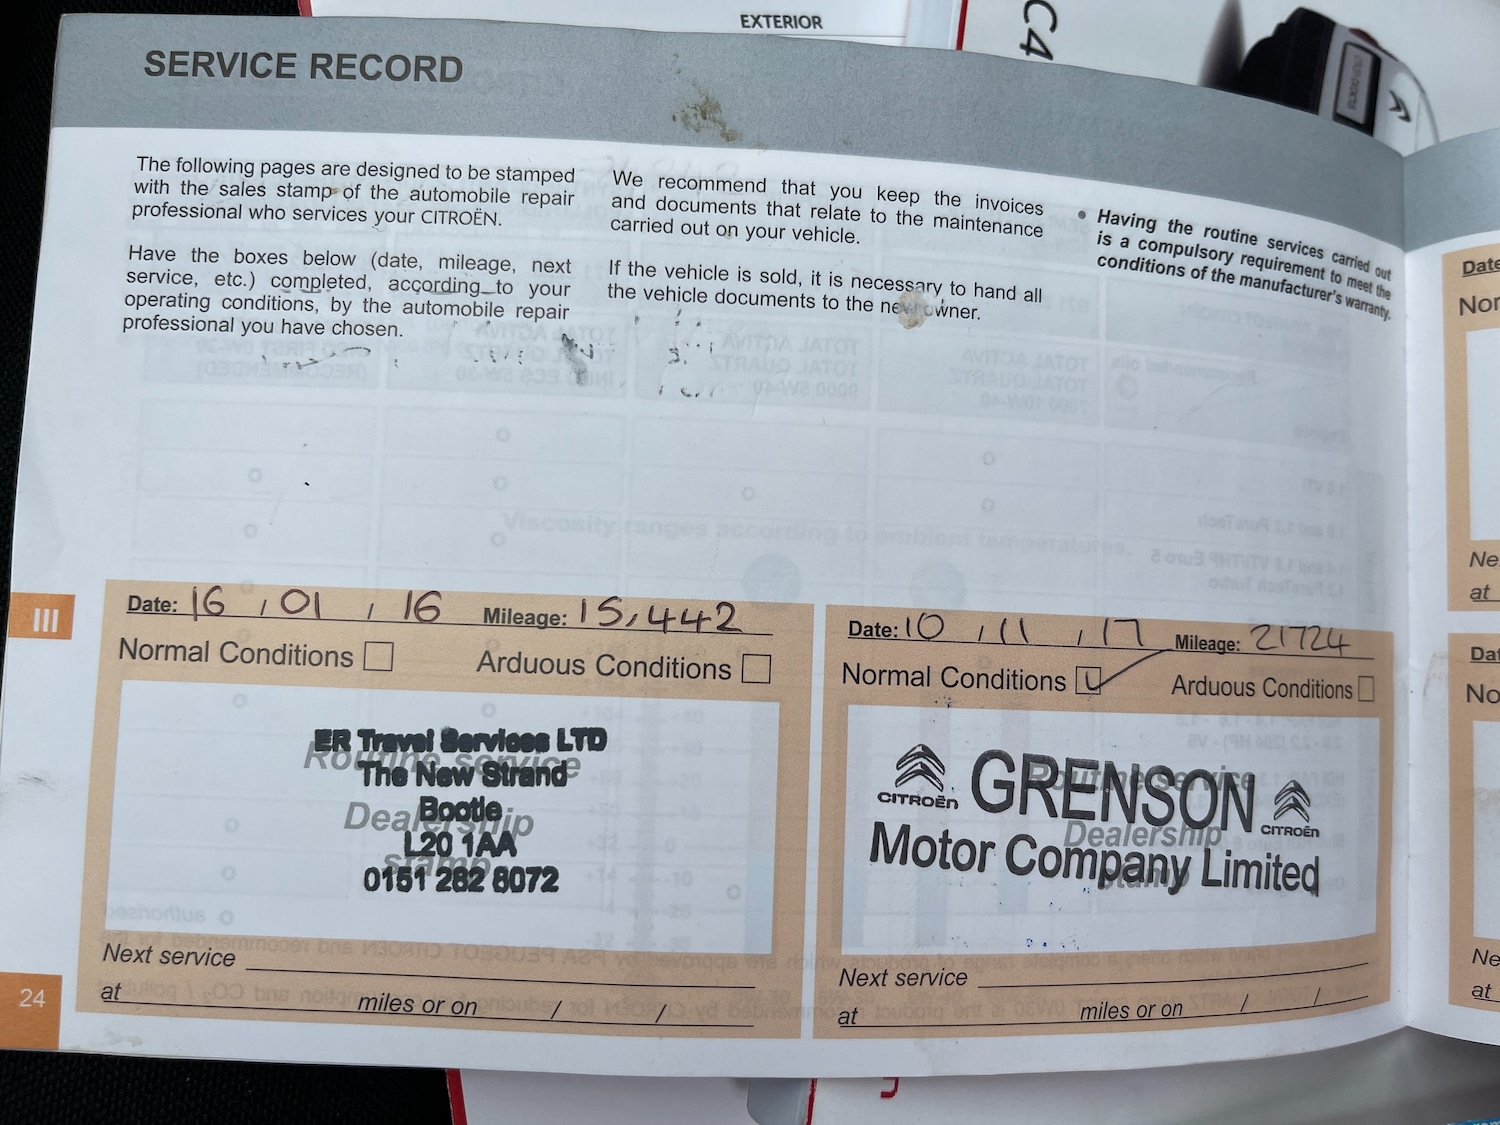 EXTERIOR
C4
SERVICE RECORD
The following pages are designed to be stamped
with the sales stamp of the automobile repair
professional who services your CITROËN.
Have the boxes below (date, mileage, next
service, etc.) completed, according to your
operating conditions, by the automobile repair
professional you have chosen.
We recommend that you keep the invoices
and documents that relate to the maintenance
carried out on your vehicle.
If the vehicle is sold, it is necessary to hand all
the vehicle documents to the new owner.
• Having the routine services carried out
is a compulsory requirement to meet the
conditions of the manufacturer's warranty.
III
Date: 16 / 01 / 16 Mileage: 15,442
Normal Conditions Arduous Conditions
Routine service
Dealership
stamp
ER Travel Services LTD
The New Strand
Bootle
L20 1AA
0151 282 8072
Next service
at miles or on / /
Date: 10 / 11 / 17 Mileage: 21724
Normal Conditions Arduous Conditions
Routine service
Dealership
stamp
CITROËN GRENSON CITROËN
Motor Company Limited
Next service
at miles or on / /
24
Date
Nor
Ne
at
Dat
No
Ne
at